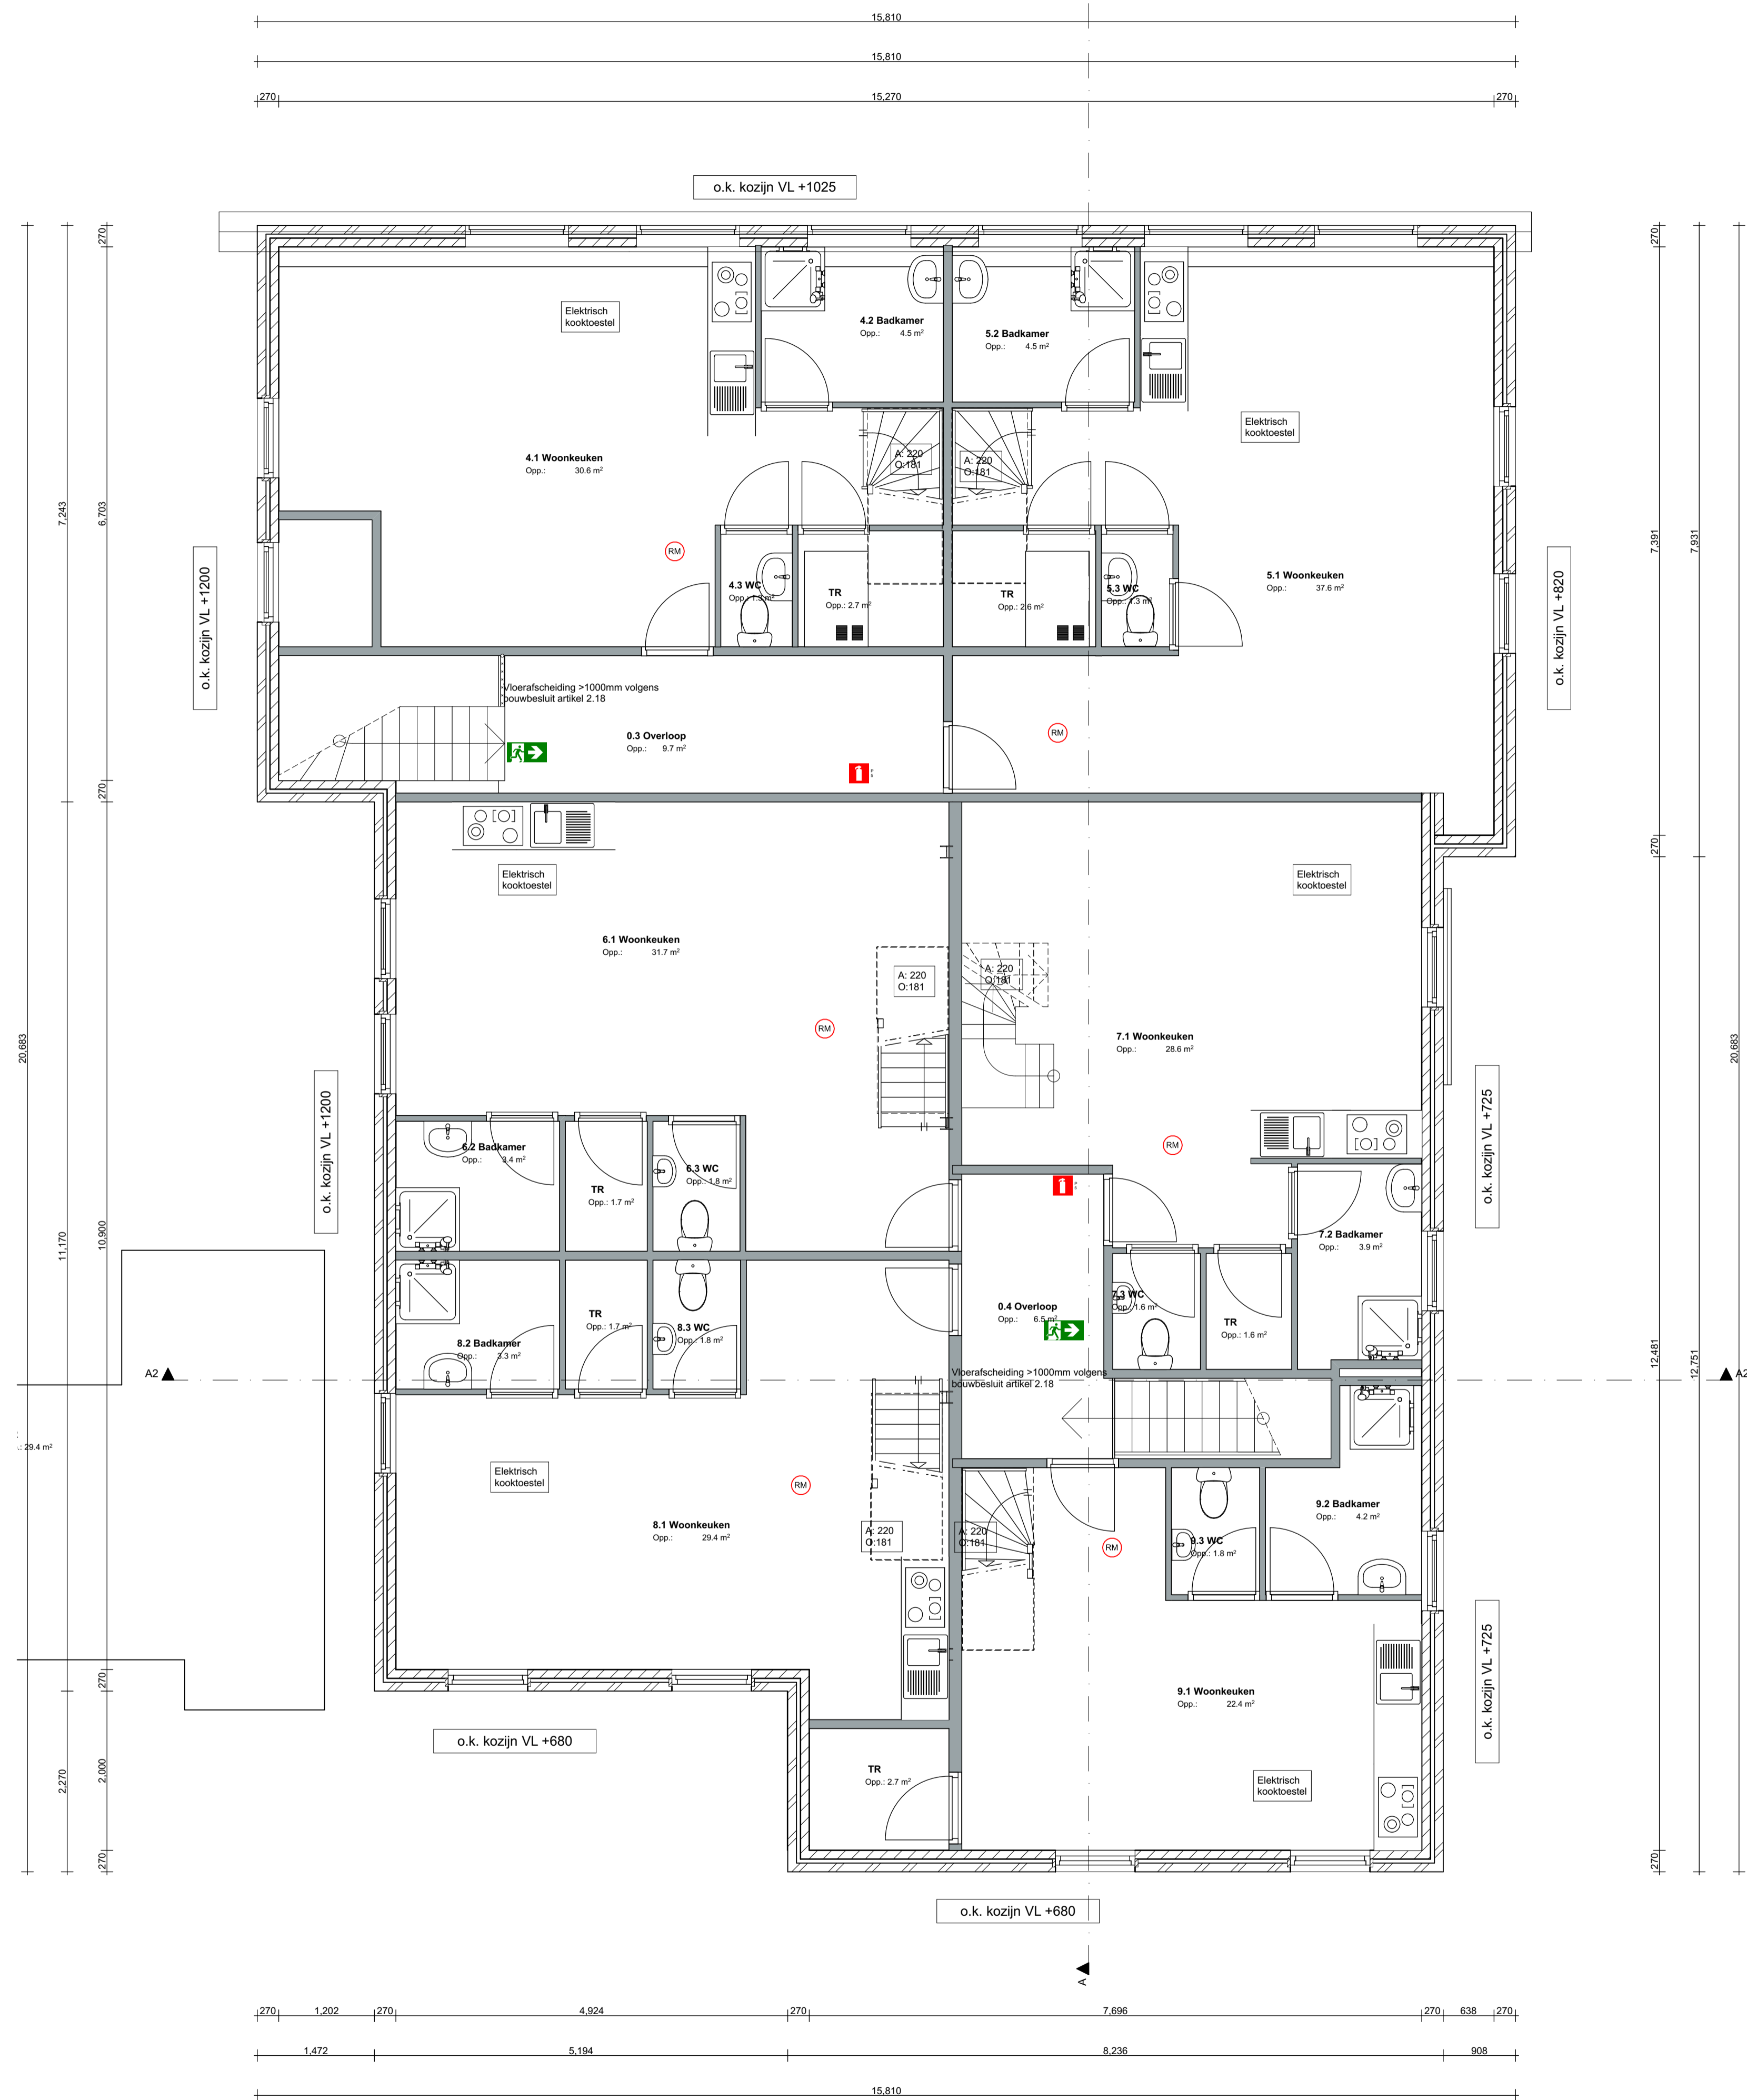 15,810
15,810
270
15,270
270
o.k. kozijn VL +1025
270
270
Elektrisch
kooktoestel
4.2 Badkamer
Opp.: 4.5 m²
5.2 Badkamer
Opp.: 4.5 m²
Elektrisch
kooktoestel
4.1 Woonkeuken
Opp.: 30.6 m²
A: 220
O:181
A: 220
O:181
7,243
6,703
7,391
7,931
RM
o.k. kozijn VL +1200
4.3 WC
Opp.: 1.3 m²
TR
Opp.: 2.7 m²
TR
Opp.: 2.6 m²
5.3 WC
Opp.: 1.3 m²
5.1 Woonkeuken
Opp.: 37.6 m²
o.k. kozijn VL +820
Vloerafscheiding >1000mm volgens
bouwbesluit artikel 2.18
0.3 Overloop
Opp.: 9.7 m²
RM
270
270
Elektrisch
kooktoestel
Elektrisch
kooktoestel
6.1 Woonkeuken
Opp.: 31.7 m²
A: 220
O:181
A: 220
O:181
20,683
RM
7.1 Woonkeuken
Opp.: 28.6 m²
20,683
o.k. kozijn VL +1200
o.k. kozijn VL +725
RM
6.2 Badkamer
Opp.: 3.4 m²
TR
Opp.: 1.7 m²
6.3 WC
Opp.: 1.8 m²
11,170
10,900
7.2 Badkamer
Opp.: 3.9 m²
0.4 Overloop
Opp.: 6.5 m²
7.3 WC
Opp.: 1.6 m²
TR
Opp.: 1.6 m²
8.2 Badkamer
Opp.: 3.3 m²
TR
Opp.: 1.7 m²
8.3 WC
Opp.: 1.8 m²
12,481
12,751
A2
Vloerafscheiding >1000mm volgens
bouwbesluit artikel 2.18
A2
.: 29.4 m²
Elektrisch
kooktoestel
RM
8.1 Woonkeuken
Opp.: 29.4 m²
A: 220
O:181
A: 220
O:181
RM
9.3 WC
Opp.: 1.8 m²
9.2 Badkamer
Opp.: 4.2 m²
o.k. kozijn VL +725
270
9.1 Woonkeuken
Opp.: 22.4 m²
o.k. kozijn VL +680
2,270
2,000
TR
Opp.: 2.7 m²
Elektrisch
kooktoestel
270
270
o.k. kozijn VL +680
A
270
1,202
270
4,924
270
7,696
270
638
270
1,472
5,194
8,236
908
15,810